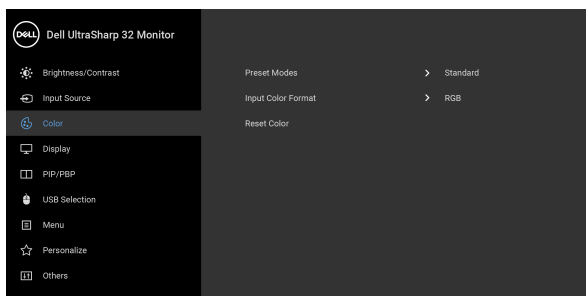 DELL Dell UltraSharp 32 Monitor
Brightness/Contrast
Preset Modes > Standard
Input Source
Input Color Format > RGB
Color
Reset Color
Display
PIP/PBP
USB Selection
Menu
Personalize
Others